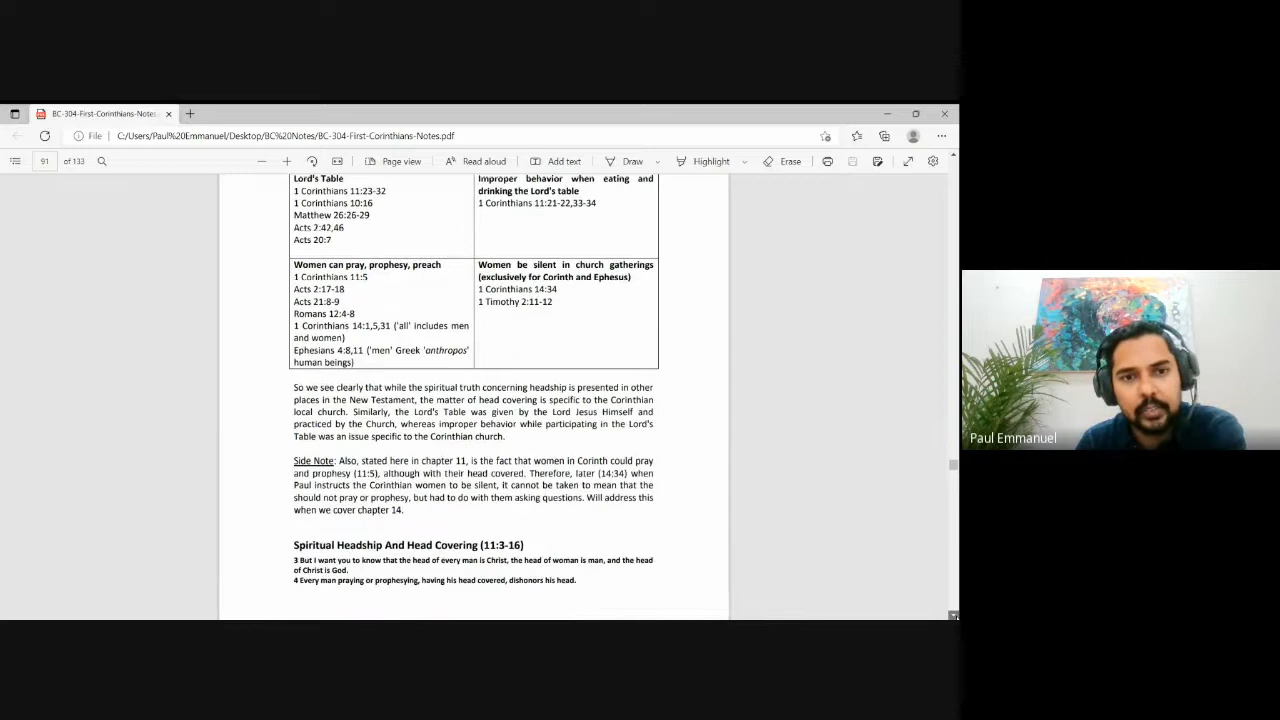 BC-304-First-Corinthians-Notes.
File
C:/Users/Paul%20Emmanuel/Desktop/BC%20Notes/BC-304-First-Corinthians-Notes.pdf
91 of 133
Page view
Read aloud
Add text
Draw
Highlight
Erase
Lord's Table
1 Corinthians 11:23-32
1 Corinthians 10:16
Matthew 26:26-29
Acts 2:42,46
Acts 20:7
Improper behavior when eating and
drinking the Lord's table
1 Corinthians 11:21-22,33-34
Women can pray, prophesy, preach
1 Corinthians 11:5
Acts 2:17-18
Acts 21:8-9
Romans 12:4-8
1 Corinthians 14:1,5,31 ('all' includes men
and women)
Ephesians 4:8,11 ('men' Greek 'anthropos'
human beings)
Women be silent in church gatherings
(exclusively for Corinth and Ephesus)
1 Corinthians 14:34
1 Timothy 2:11-12
So we see clearly that while the spiritual truth concerning headship is presented in other
places in the New Testament, the matter of head covering is specific to the Corinthian
local church. Similarly, the Lord's Table was given by the Lord Jesus Himself and
practiced by the Church, whereas improper behavior while participating in the Lord's
Table was an issue specific to the Corinthian church.
Side Note: Also, stated here in chapter 11, is the fact that women in Corinth could pray
and prophesy (11:5), although with their head covered. Therefore, later (14:34) when
Paul instructs the Corinthian women to be silent, it cannot be taken to mean that the
should not pray or prophesy, but had to do with them asking questions. Will address this
when we cover chapter 14.
Spiritual Headship And Head Covering (11:3-16)
3 But I want you to know that the head of every man is Christ, the head of woman is man, and the head
of Christ is God.
4 Every man praying or prophesying, having his head covered, dishonors his head.
Paul Emmanuel